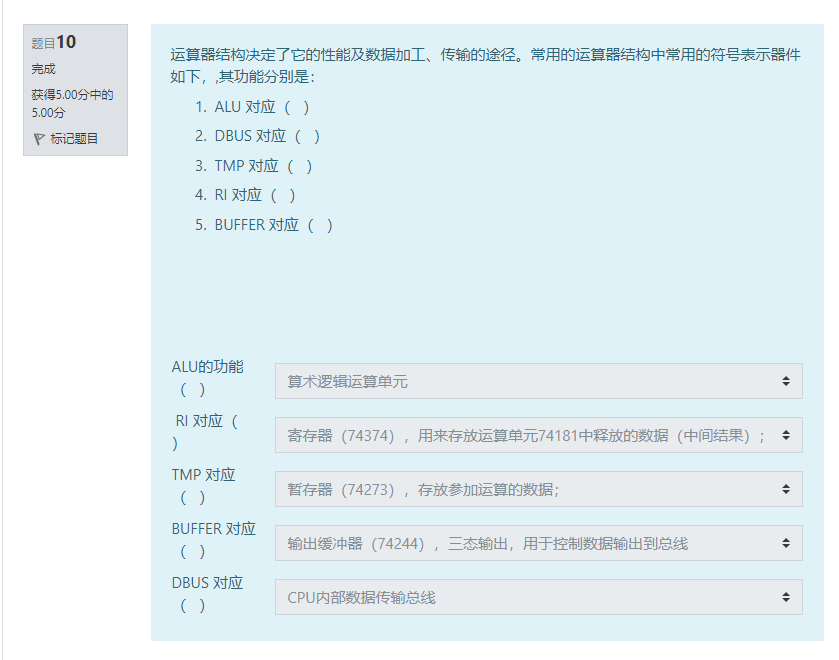 题目10
完成
获得5.00分中的
5.00分
标记题目
运算器结构决定了它的性能及数据加工、传输的途径。常用的运算器结构中常用的符号表示器件
如下，,其功能分别是：
1. ALU 对应（ ）
2. DBUS 对应（ ）
3. TMP 对应（ ）
4. RI 对应（ ）
5. BUFFER 对应（ ）
ALU的功能
（ ）
算术逻辑运算单元
RI 对应（
）
寄存器（74374），用来存放运算单元74181中释放的数据（中间结果）；
TMP 对应
（ ）
暂存器（74273），存放参加运算的数据；
BUFFER 对应
（ ）
输出缓冲器（74244），三态输出，用于控制数据输出到总线
DBUS 对应
（ ）
CPU内部数据传输总线